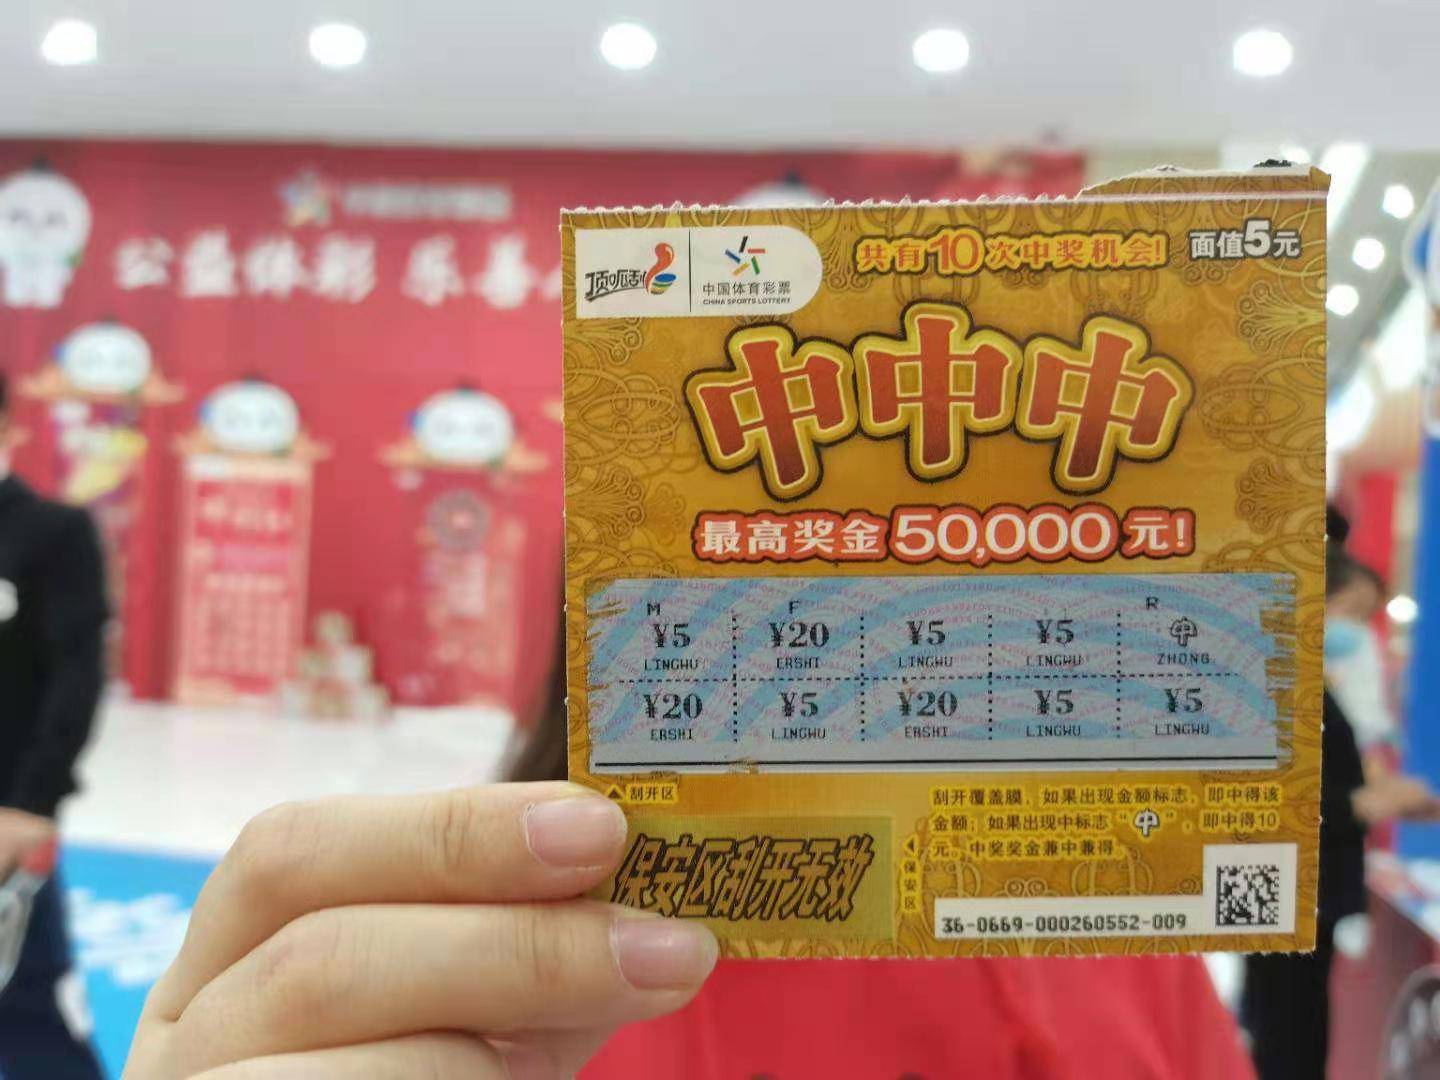 公益体彩 乐善
顶呱刮
中国体育彩票
CHINA SPORTS LOTTERY
共有10次中奖机会!
面值5元
中中中
最高奖金50,000元!
M F R
¥5 ¥20 ¥5 ¥5 中
LINGWU ERSHI LINGWU LINGWU ZHONG
¥20 ¥5 ¥20 ¥5 ¥5
ERSHI LINGWU ERSHI LINGWU LINGWU
刮开区
刮开覆盖膜，如果出现金额标志，即中得该
金额；如果出现中标志“中”，即中得10
元。中奖奖金兼中兼得
保安区刮开无效
保安区
36-0669-000260552-009